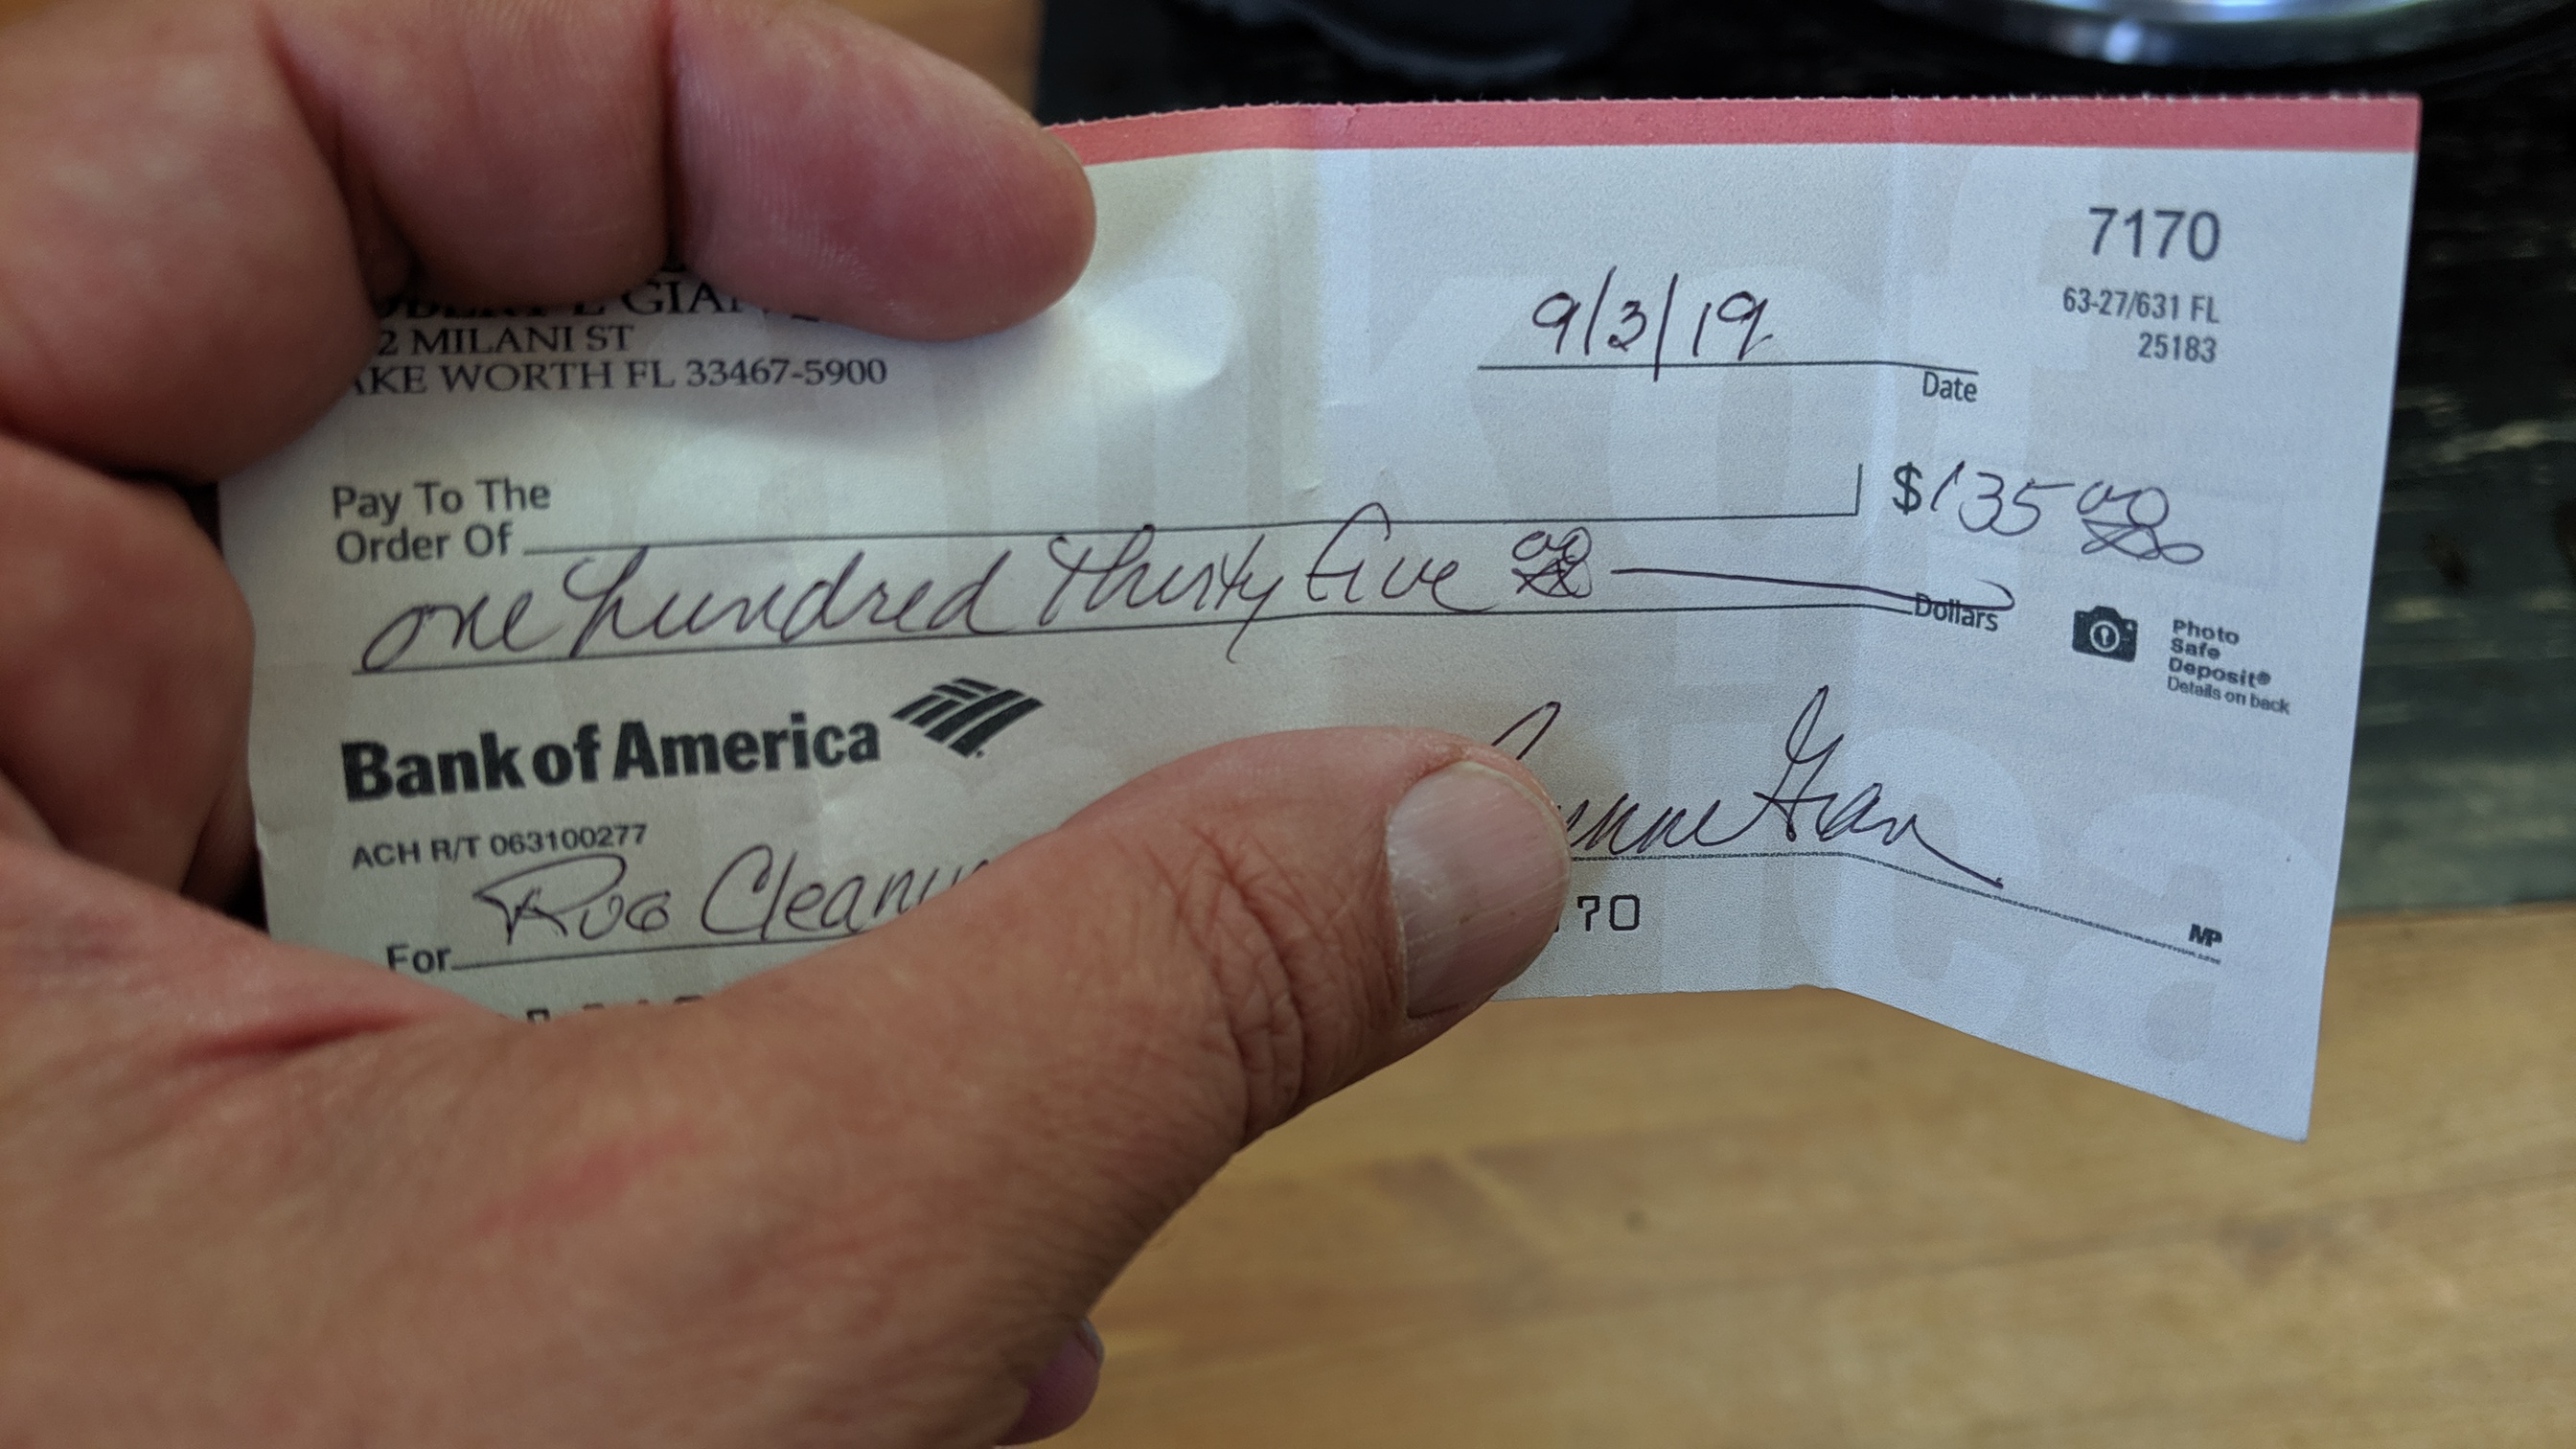 7170
63-27/631 FL
25183
9/3/19
Date
2 MILANI ST
AKE WORTH FL 33467-5900
Pay To The
Order Of
$135 00
one hundred thirty five 00
Dollars
Photo
Safe
Deposit®
Details on back
Bank of America
ACH R/T 063100277
For Rug Cleanin
MP
70